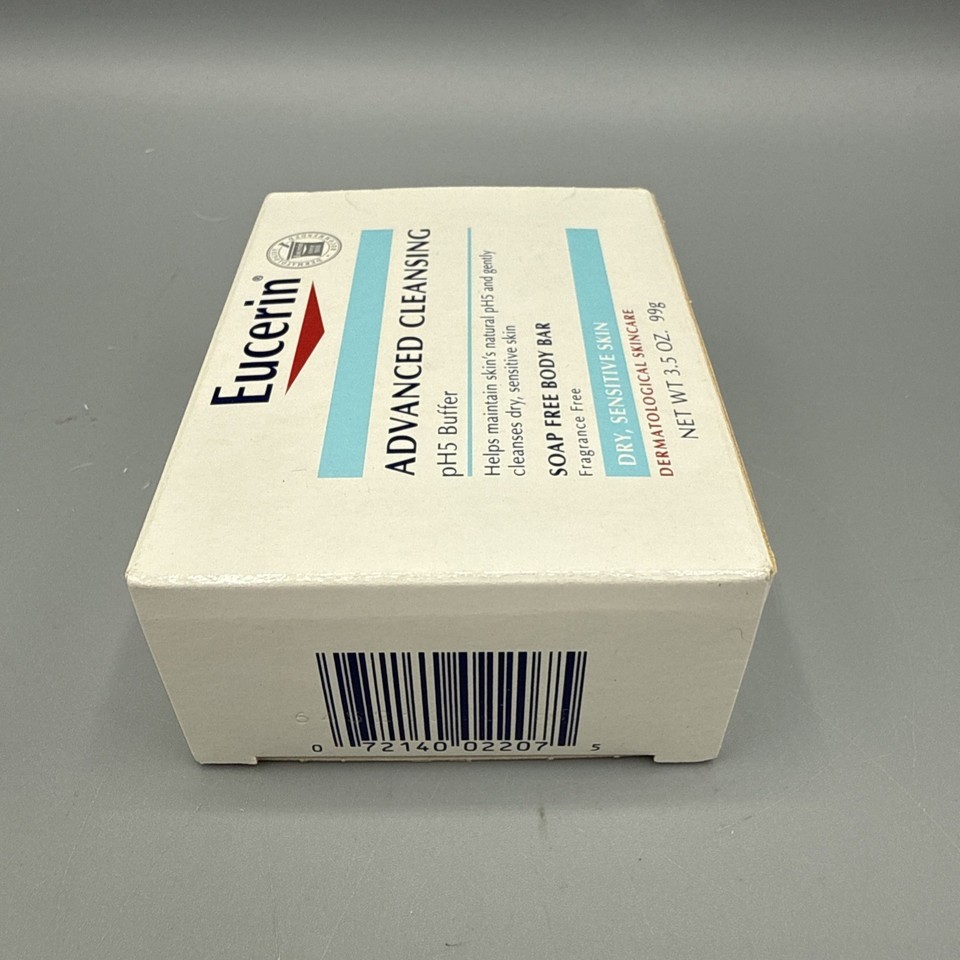 Eucerin®
ADVANCED CLEANSING
pH5 Buffer
Helps maintain skin's natural pH5 and gently
cleanses dry, sensitive skin
SOAP FREE BODY BAR
Fragrance Free
DRY, SENSITIVE SKIN
DERMATOLOGICAL SKINCARE
NET WT 3.5 OZ. 99g
0 72140 02207 5